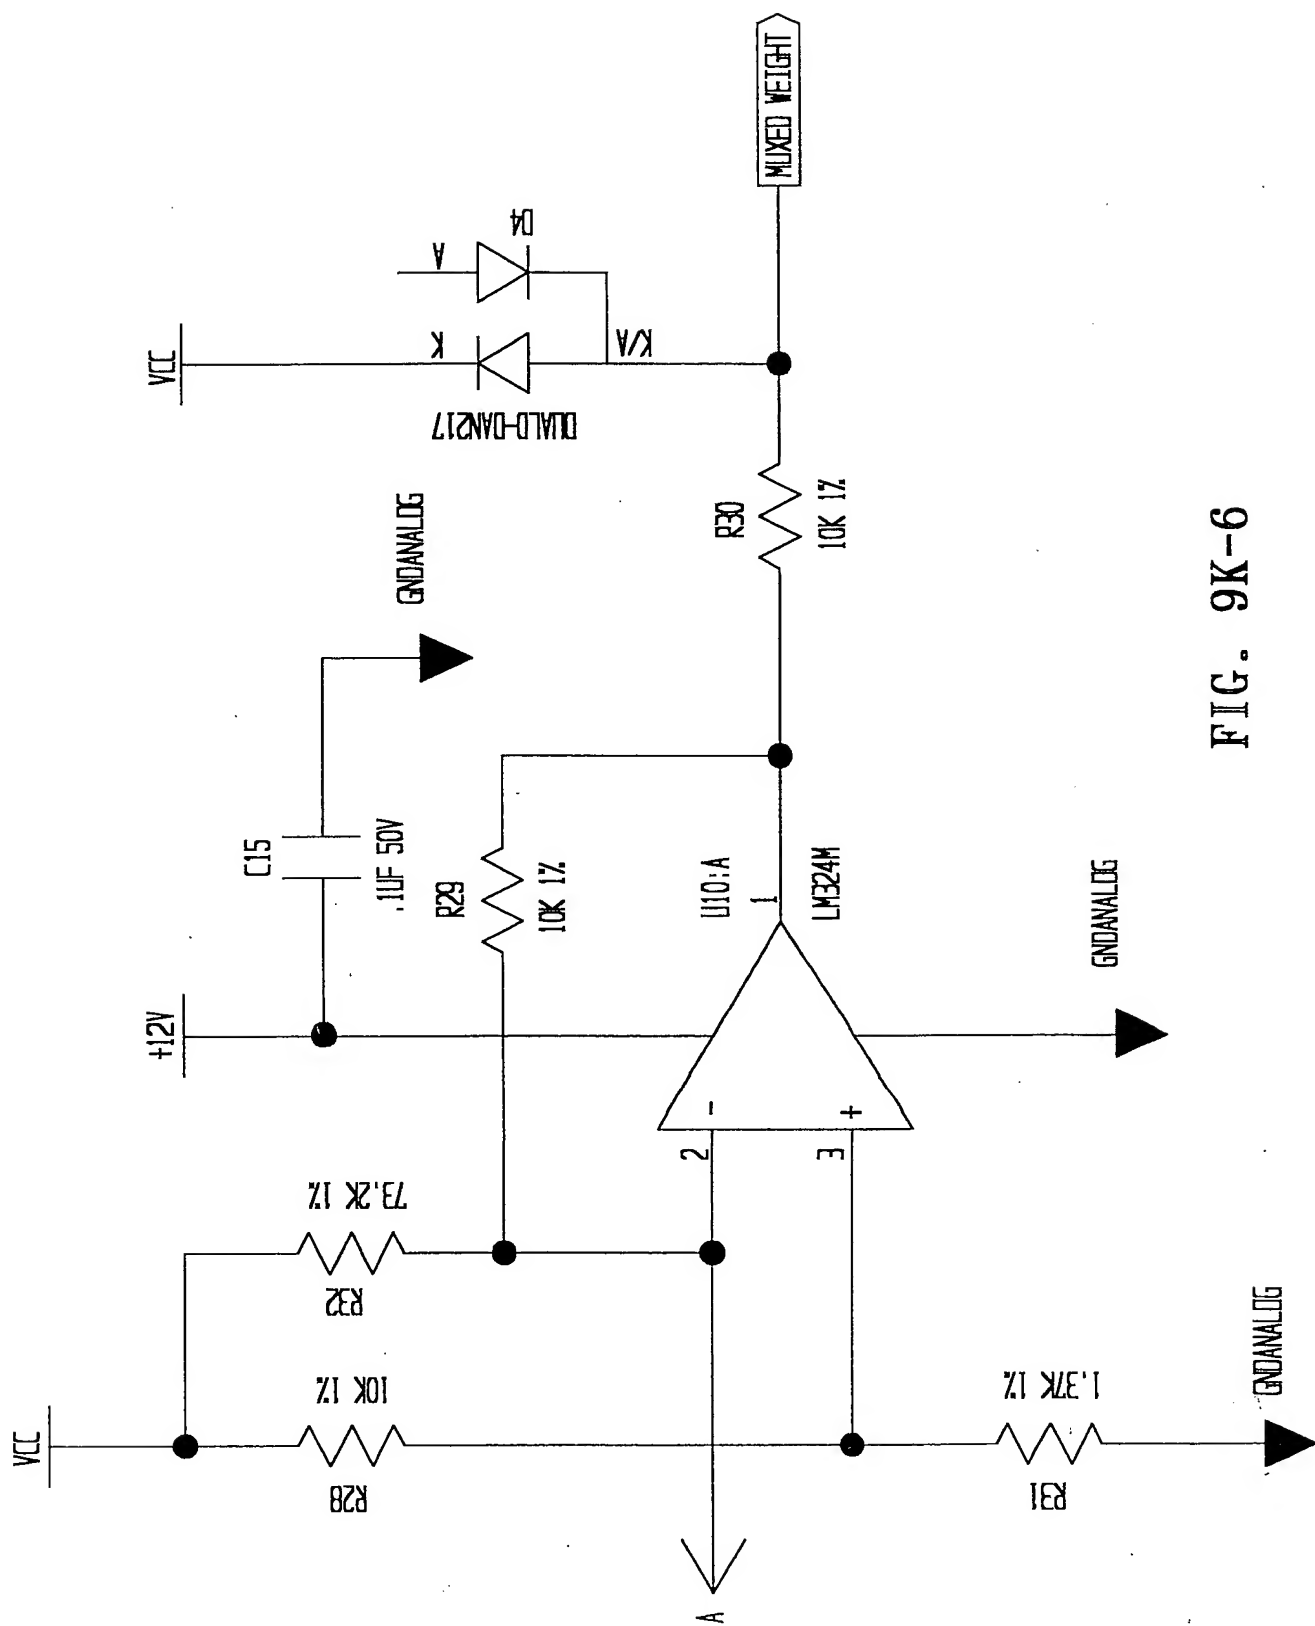 VCC
R28
10K 1%
R32
73.2K 1%
+12V
C15
.1UF 50V
GNDANALOG
VCC
K
A
D4
K/A
DUALD-DAN217
R29
10K 1%
A
2
-
3
+
U10:A
1
LM324M
R30
10K 1%
MUXED WEIGHT
GNDANALOG
R31
1.37K 1%
GNDANALOG
FIG. 9K-6